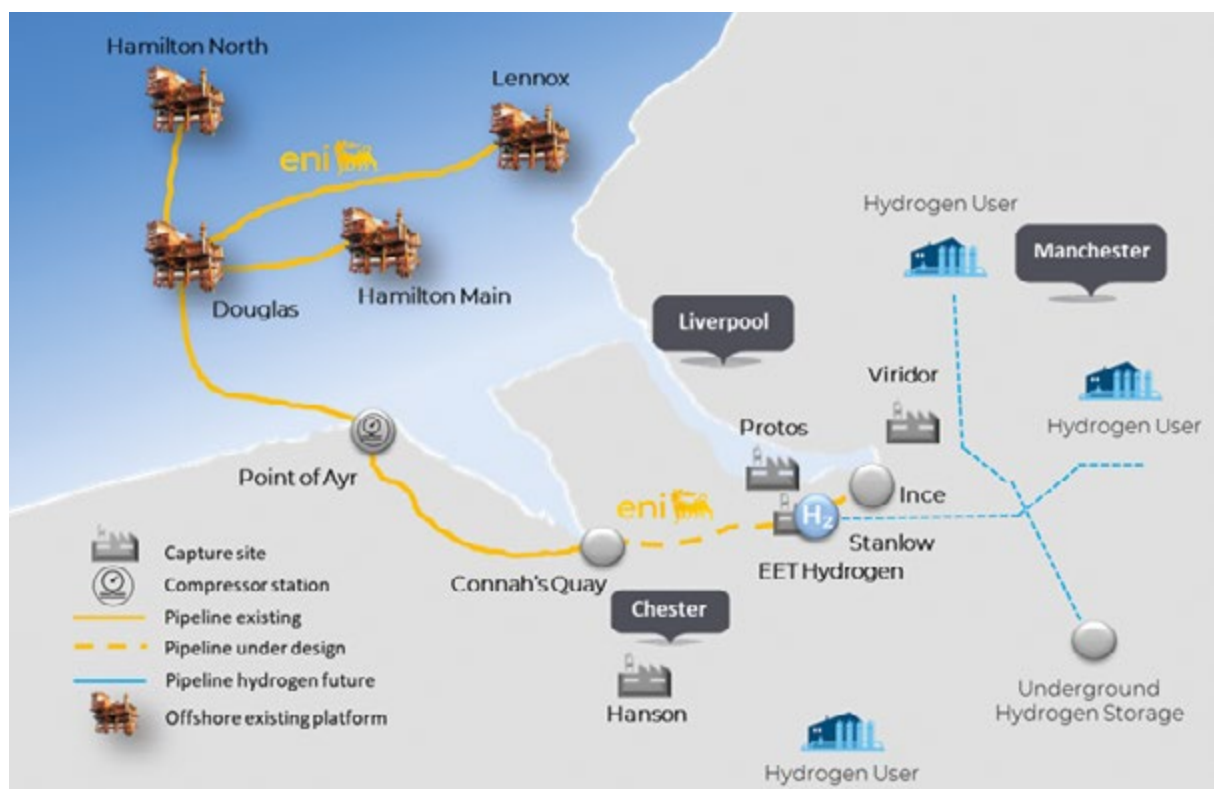 Hamilton North
Lennox
eni
Hydrogen User
Manchester
Douglas
Hamilton Main
Liverpool
Viridor
Protos
Hydrogen User
Point of Ayr
eni
Ince
H2
Stanlow
EET Hydrogen
Connah's Quay
Chester
Hanson
Underground
Hydrogen Storage
Hydrogen User
Capture site
Compressor station
Pipeline existing
Pipeline under design
Pipeline hydrogen future
Offshore existing platform